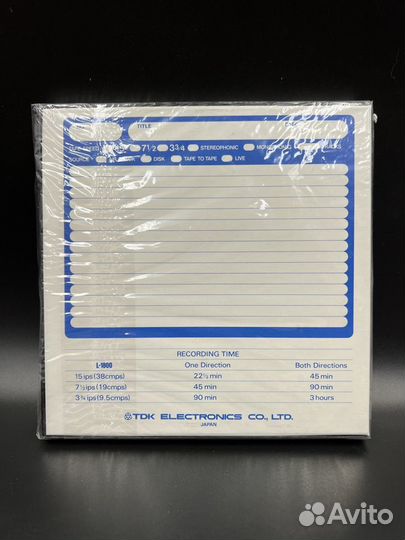 TITLE
7½ 3¾ STEREOPHONIC
SOURCE DISK TAPE TO TAPE LIVE
RECORDING TIME
L-1800 One Direction Both Directions
15 ips (38cmps) 22½ min 45 min
7½ ips (19cmps) 45 min 90 min
3¾ ips (9.5cmps) 90 min 3 hours
TDK ELECTRONICS CO., LTD.
JAPAN
Avito